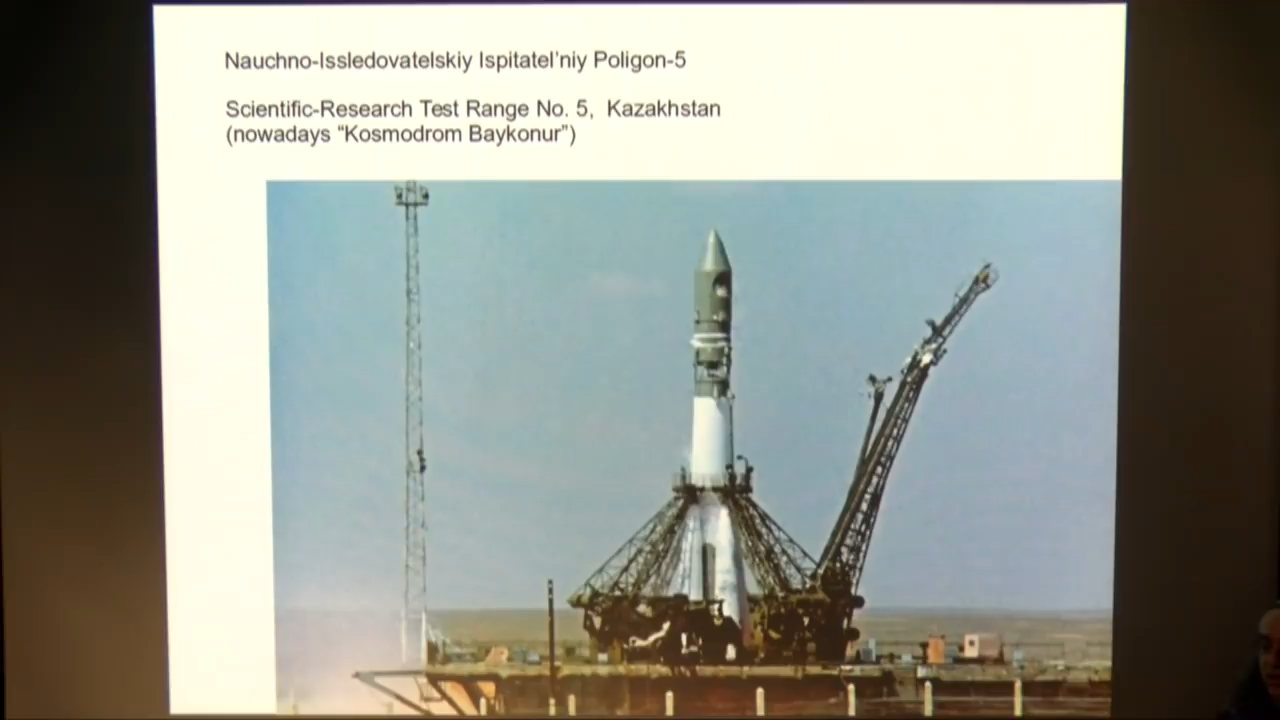 Nauchno-Issledovatelskiy Ispitatel'niy Poligon-5
Scientific-Research Test Range No. 5, Kazakhstan
(nowadays “Kosmodrom Baykonur”)